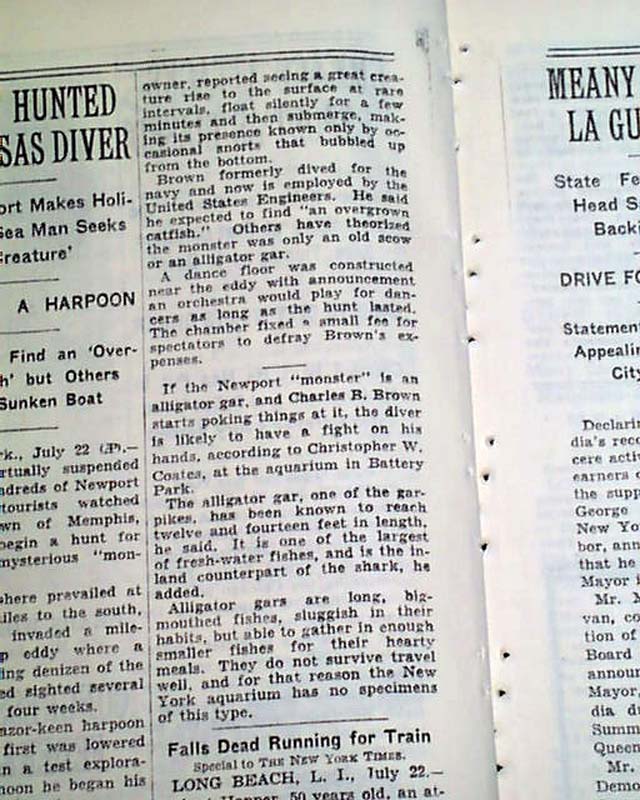 HUNTED
SAS DIVER
ort Makes Holi-
Sea Man Seeks
Creature'
A HARPOON
Find an 'Over-
h' but Others
Sunken Boat
rk., July 22 (AP).—
rtually suspended
ndreds of Newport
tourists watched
wn of Memphis,
begin a hunt for
mysterious "mon-
here prevailed at
iles to the south,
invaded a mile-
p eddy where a
ing denizen of the
ed sighted several
four weeks.
azor-keen harpoon
first was lowered
n a test explora-
noon he began his
owner, reported seeing a great crea-
ture rise to the surface at rare
intervals, float silently for a few
minutes and then submerge, mak-
ing its presence known only by oc-
casional snorts that bubbled up
from the bottom.
Brown formerly dived for the
navy and now is employed by the
United States Engineers. He said
he expected to find "an overgrown
catfish." Others have theorized
the monster was only an old scow
or an alligator gar.
A dance floor was constructed
near the eddy with announcement
an orchestra would play for dan-
cers as long as the hunt lasted.
The chamber fixed a small fee for
spectators to defray Brown's ex-
penses.
If the Newport "monster" is an
alligator gar, and Charles B. Brown
starts poking things at it, the diver
is likely to have a fight on his
hands, according to Christopher W.
Coates, at the aquarium in Battery
Park.
The alligator gar, one of the gar-
pikes, has been known to reach
twelve and fourteen feet in length,
he said. It is one of the largest
of fresh-water fishes, and is the in-
land counterpart of the shark, he
added.
Alligator gars are long, big-
mouthed fishes, sluggish in their
habits, but able to gather in enough
smaller fishes for their hearty
meals. They do not survive travel
well, and for that reason the New
York aquarium has no specimens
of this type.
Falls Dead Running for Train
Special to THE NEW YORK TIMES.
LONG BEACH, L. I., July 22.—
50 years old, an at-
MEANY
LA GU
State Fe
Head S
Backi
DRIVE FO
Statement
Appealin
City
Declarin
dia's reco
cere activ
earners o
the supp
George
New Yo
bor, ann
that he
Mayor
Mr. M
van, co
tion of
Board
announ
Mayor,
dia du
Summ
Queen
Mr.
Demo